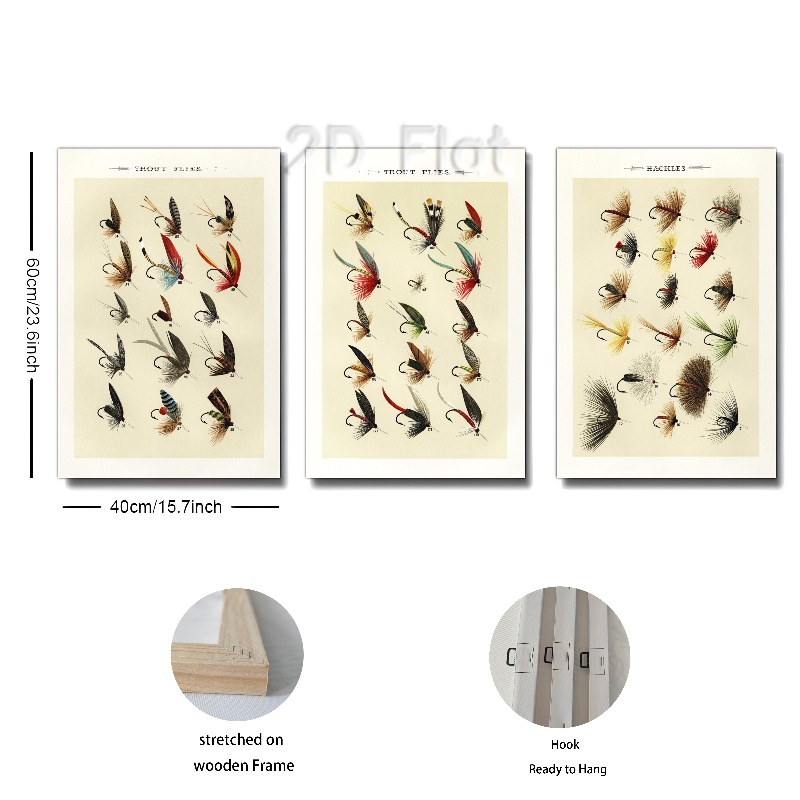 2D Flat
TROUT FLIES
TROUT FLIES
HACKLES
60cm/23.6inch
40cm/15.7inch
stretched on
wooden Frame
Hook
Ready to Hang